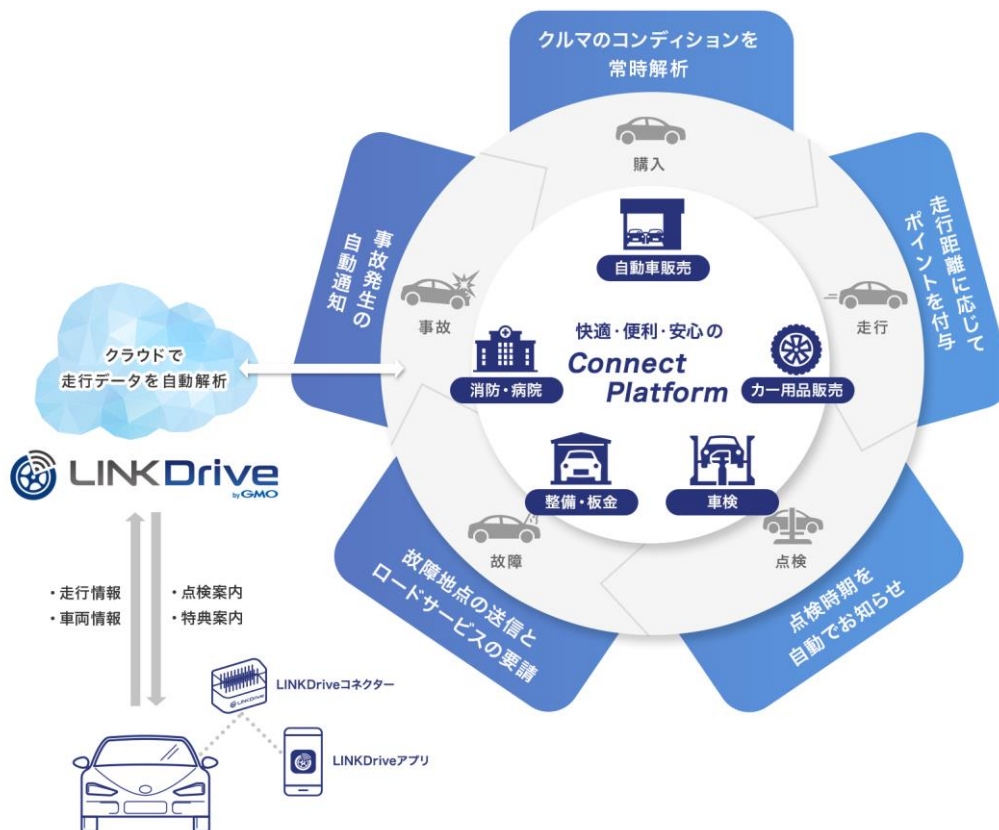 クルマのコンディションを
常時解析
購入
自動車販売
走行距離に応じて
ポイントを付与
走行
事故発生の
自動通知
事故
クラウドで
走行データを自動解析
快適・便利・安心の
Connect
Platform
消防・病院
カー用品販売
整備・板金
車検
LINKDrive
by GMO
故障
点検
故障地点の送信と
ロードサービスの要請
点検時期を
自動でお知らせ
・走行情報
・車両情報
・点検案内
・特典案内
LINKDriveコネクター
LINKDrive
LINKDriveアプリ